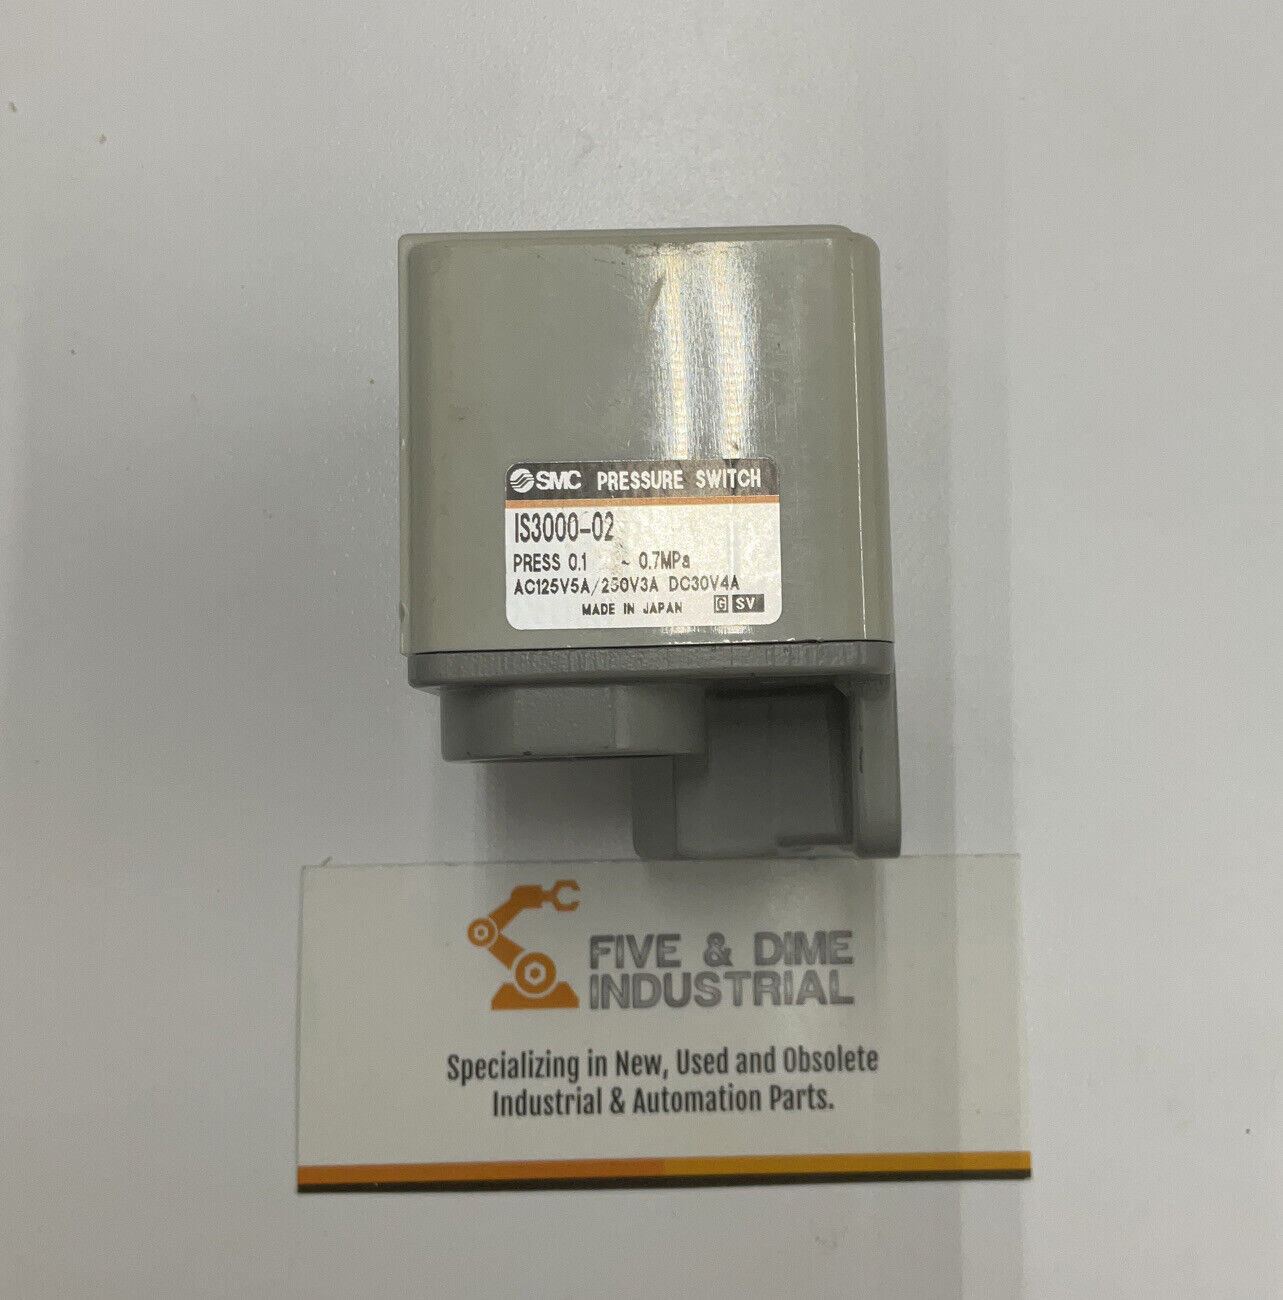 SMC PRESSURE SWITCH
IS3000-02
PRESS 0.1 ~ 0.7MPa
AC125V5A/250V3A DC30V4A
MADE IN JAPAN G SV
FIVE & DIME
INDUSTRIAL
Specializing in New, Used and Obsolete
Industrial & Automation Parts.